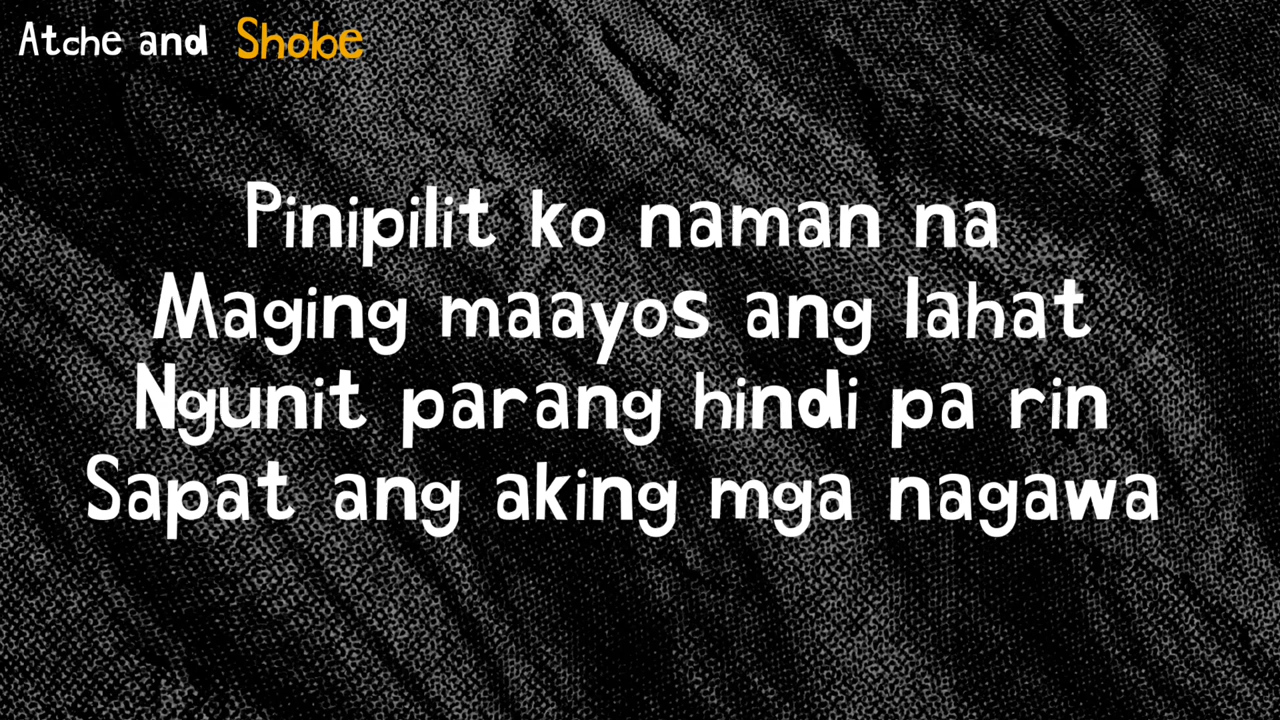 Atche and Shobe
Pinipilit ko naman na
Maging maayos ang lahat
Ngunit parang hindi pa rin
Sapat ang aking mga nagawa